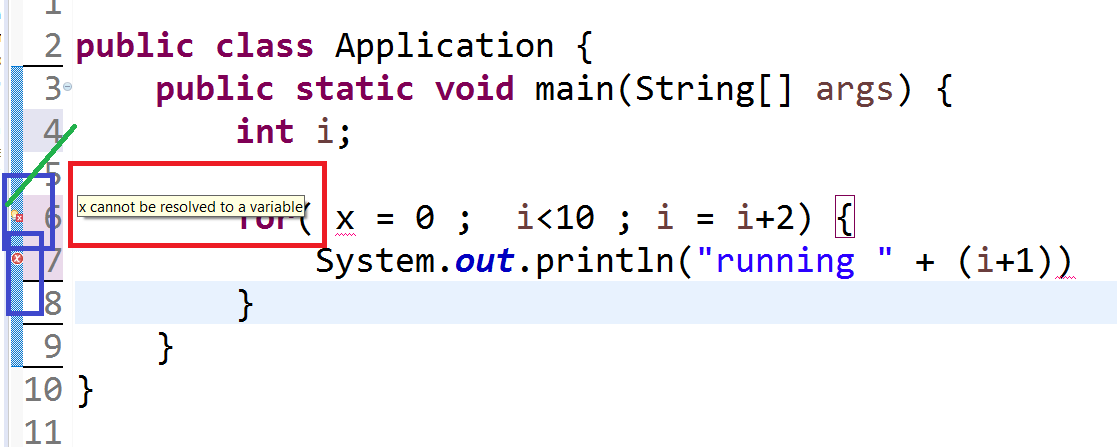 1
2 public class Application {
3 public static void main(String[] args) {
4 int i;
5
x cannot be resolved to a variable
6 for( x = 0 ; i<10 ; i = i+2) {
7 System.out.println("running " + (i+1))
8 }
9 }
10 }
11